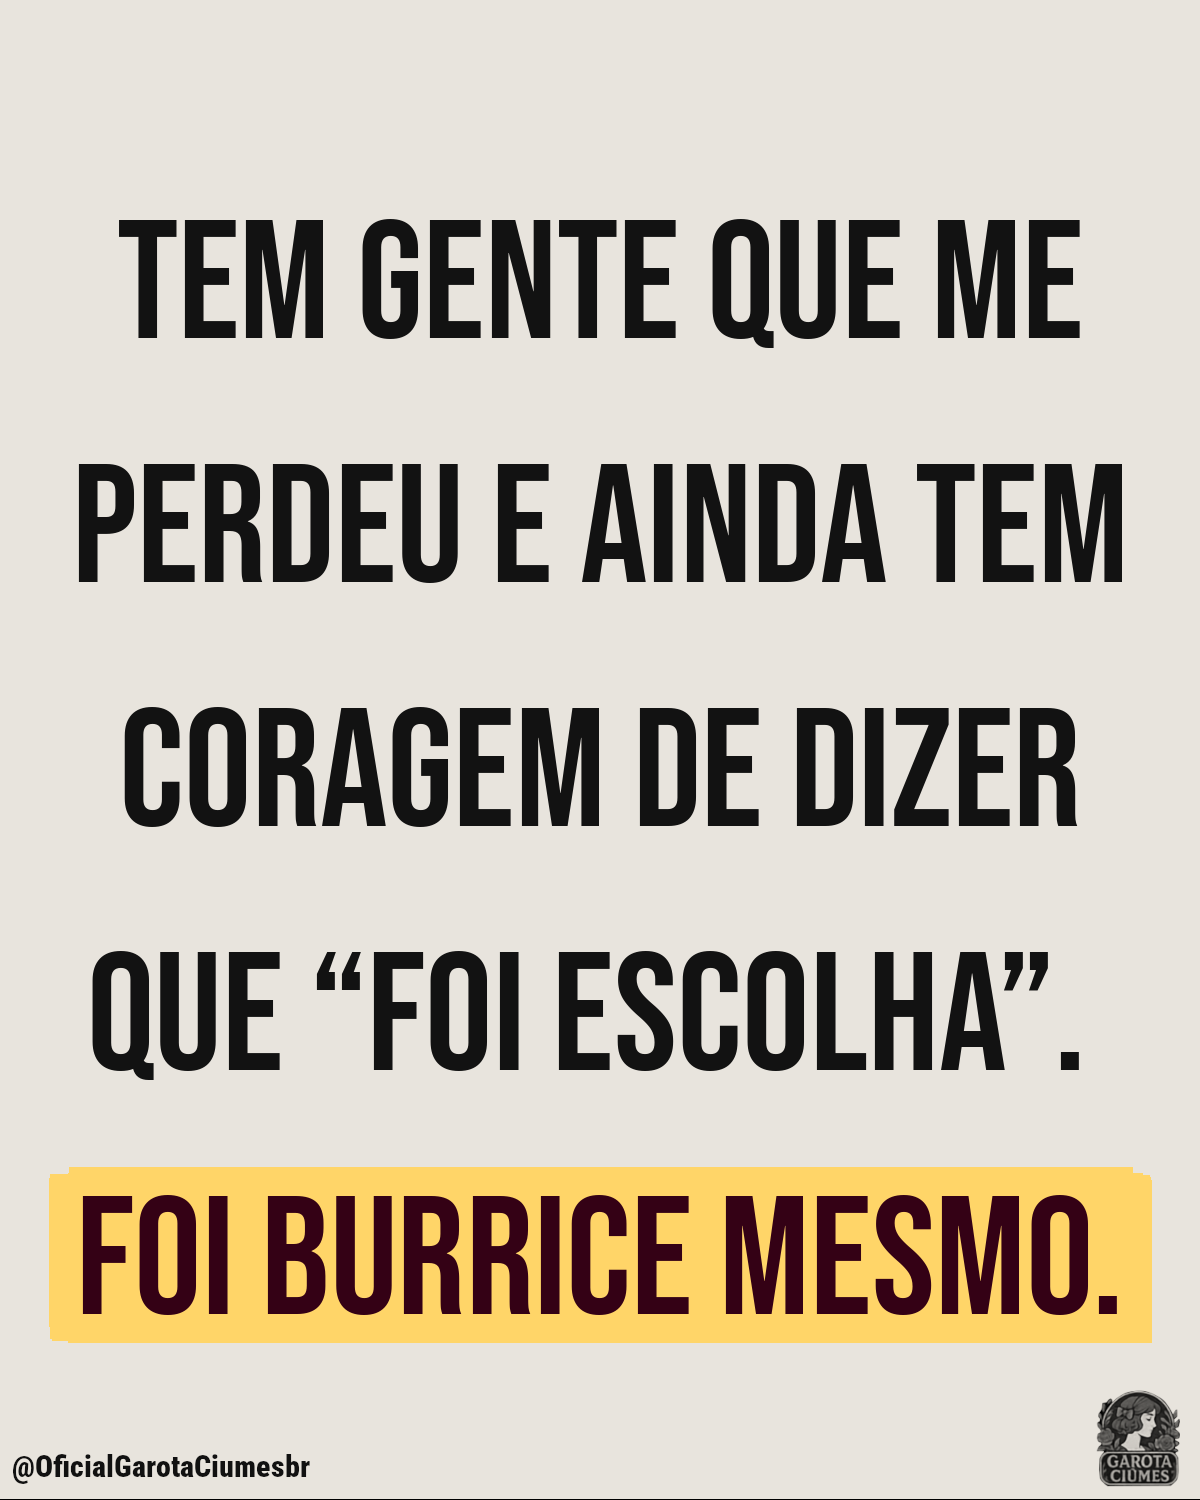 TEM GENTE QUE ME
PERDEU E AINDA TEM
CORAGEM DE DIZER
QUE “FOI ESCOLHA”.
FOI BURRICE MESMO.
@OficialGarotaCiumesbr
GAROTA
CIÚMES